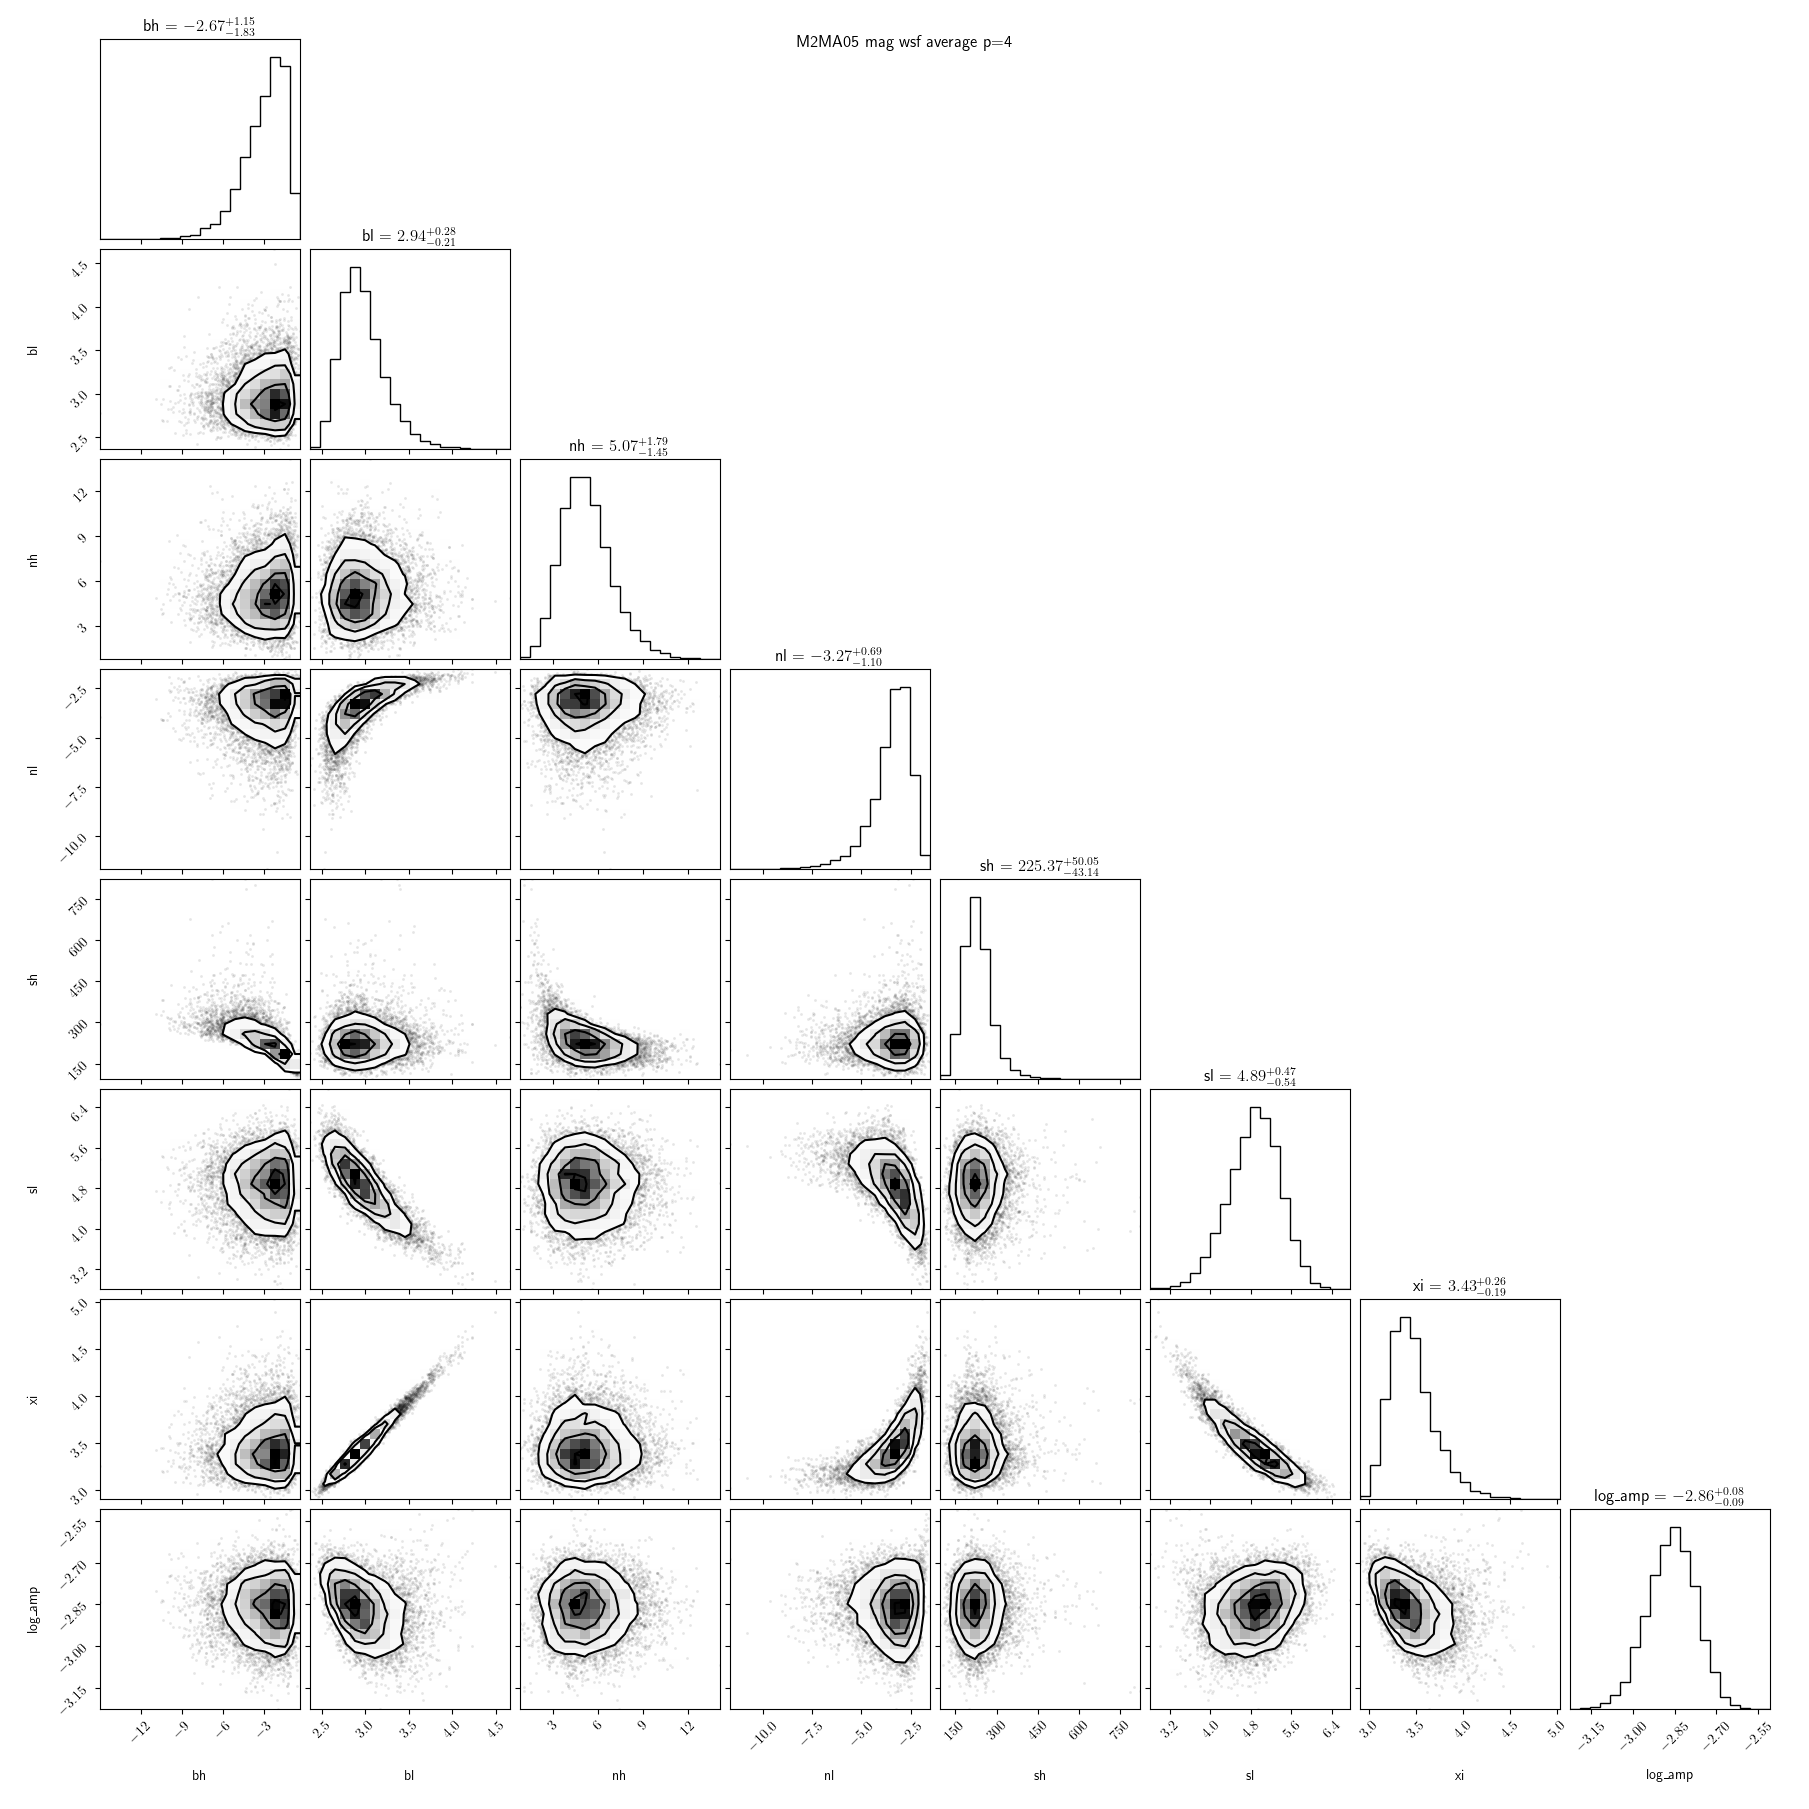 bh = −2.67+1.15−1.83
M2MA05 mag wsf average p=4
bl = 2.94+0.28−0.21
4.5
4.0
3.5
3.0
2.5
bl
nh = 5.07+1.79−1.45
12
9
6
3
nh
nl = −3.27+0.69−1.10
−2.5
−5.0
−7.5
−10.0
nl
sh = 225.37+50.05−43.14
750
600
450
300
150
sh
sl = 4.89+0.47−0.54
6.4
5.6
4.8
4.0
3.2
sl
xi = 3.43+0.26−0.19
5.0
4.5
4.0
3.5
3.0
xi
log_amp = −2.86+0.08−0.09
−2.55
−2.70
−2.85
−3.00
−3.15
log_amp
−12 −9 −6 −3 2.5 3.0 3.5 4.0 4.5 3 6 9 12 −10.0 −7.5 −5.0 −2.5 150 300 450 600 750 3.2 4.0 4.8 5.6 6.4 3.0 3.5 4.0 4.5 5.0 −3.15 −3.00 −2.85 −2.70 −2.55
bh bl nh nl sh sl xi log_amp